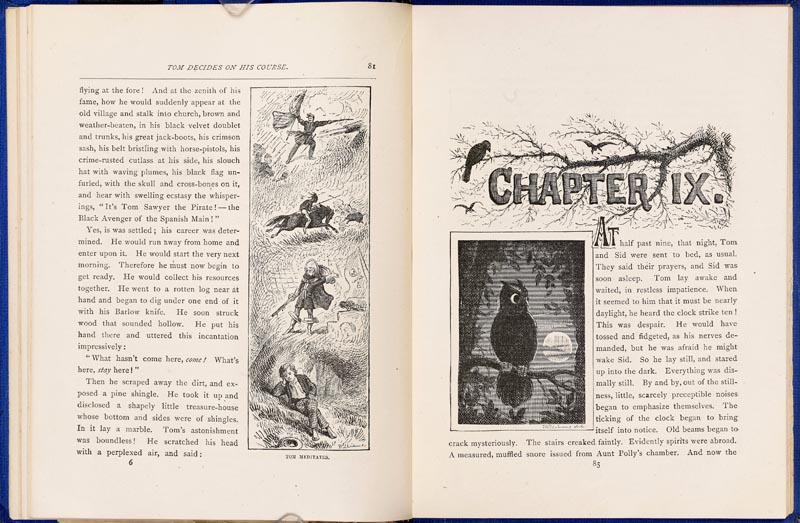 TOM DECIDES ON HIS COURSE. 81
flying at the fore! And at the zenith of his
fame, how he would suddenly appear at the
old village and stalk into church, brown and
weather-beaten, in his black velvet doublet
and trunks, his great jack-boots, his crimson
sash, his belt bristling with horse-pistols, his
crime-rusted cutlass at his side, his slouch
hat with waving plumes, his black flag un-
furled, with the skull and cross-bones on it,
and hear with swelling ecstasy the whisper-
ings, "It's Tom Sawyer the Pirate!—the
Black Avenger of the Spanish Main!"
Yes, it was settled; his career was deter-
mined. He would run away from home and
enter upon it. He would start the very next
morning. Therefore he must now begin to
get ready. He would collect his resources
together. He went to a rotten log near at
hand and began to dig under one end of it
with his Barlow knife. He soon struck
wood that sounded hollow. He put his
hand there and uttered this incantation
impressively:
"What hasn't come here, come! What's
here, stay here!"
Then he scraped away the dirt, and ex-
posed a pine shingle. He took it up and
disclosed a shapely little treasure-house
whose bottom and sides were of shingles.
In it lay a marble. Tom's astonishment
was boundless! He scratched his head
with a perplexed air, and said:
6
TOM MEDITATES.
CHAPTER IX.
AT half past nine, that night, Tom
and Sid were sent to bed, as usual.
They said their prayers, and Sid was
soon asleep. Tom lay awake and
waited, in restless impatience. When
it seemed to him that it must be nearly
daylight, he heard the clock strike ten!
This was despair. He would have
tossed and fidgeted, as his nerves de-
manded, but he was afraid he might
wake Sid. So he lay still, and stared
up into the dark. Everything was dis-
mally still. By and by, out of the still-
ness, little, scarcely perceptible noises
began to emphasize themselves. The
ticking of the clock began to bring
itself into notice. Old beams began to
crack mysteriously. The stairs creaked faintly. Evidently spirits were abroad.
A measured, muffled snore issued from Aunt Polly's chamber. And now the
85